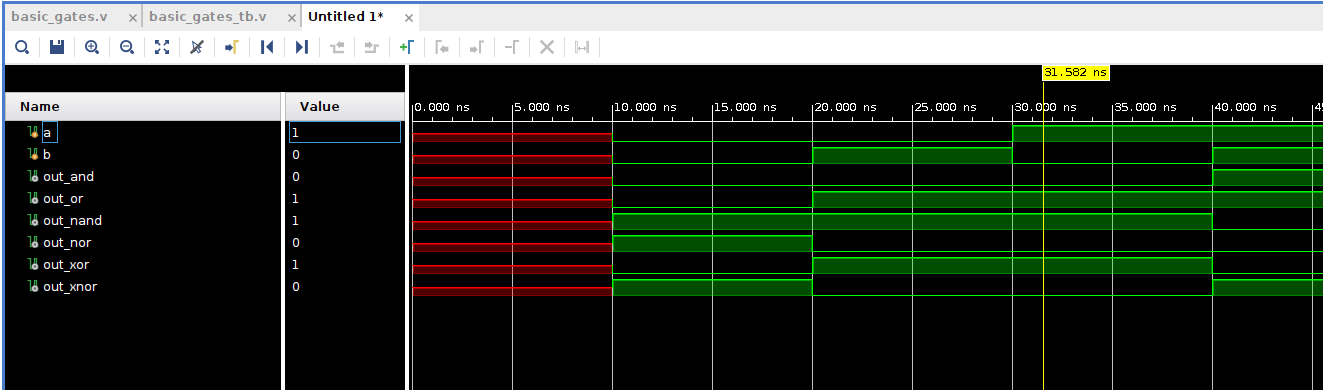 basic_gates.v × basic_gates_tb.v × Untitled 1* ×
31.582 ns
Name Value 0.000 ns 5.000 ns 10.000 ns 15.000 ns 20.000 ns 25.000 ns 30.000 ns 35.000 ns 40.000 ns 45
a 1
b 0
out_and 0
out_or 1
out_nand 1
out_nor 0
out_xor 1
out_xnor 0